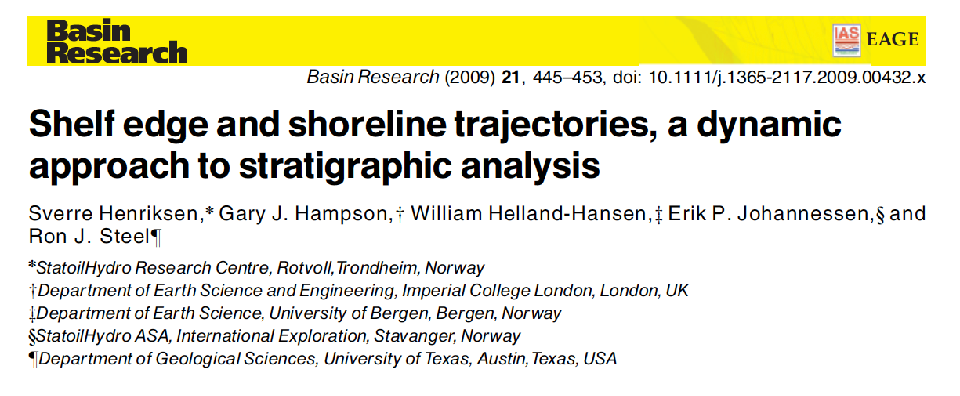 Basin
Research
IAS
EAGE
Basin Research (2009) 21, 445–453, doi: 10.1111/j.1365-2117.2009.00432.x
Shelf edge and shoreline trajectories, a dynamic
approach to stratigraphic analysis
Sverre Henriksen,* Gary J. Hampson,† William Helland-Hansen,‡ Erik P. Johannessen,§ and
Ron J. Steel¶
*StatoilHydro Research Centre, Rotvoll, Trondheim, Norway
†Department of Earth Science and Engineering, Imperial College London, London, UK
‡Department of Earth Science, University of Bergen, Bergen, Norway
§StatoilHydro ASA, International Exploration, Stavanger, Norway
¶Department of Geological Sciences, University of Texas, Austin, Texas, USA